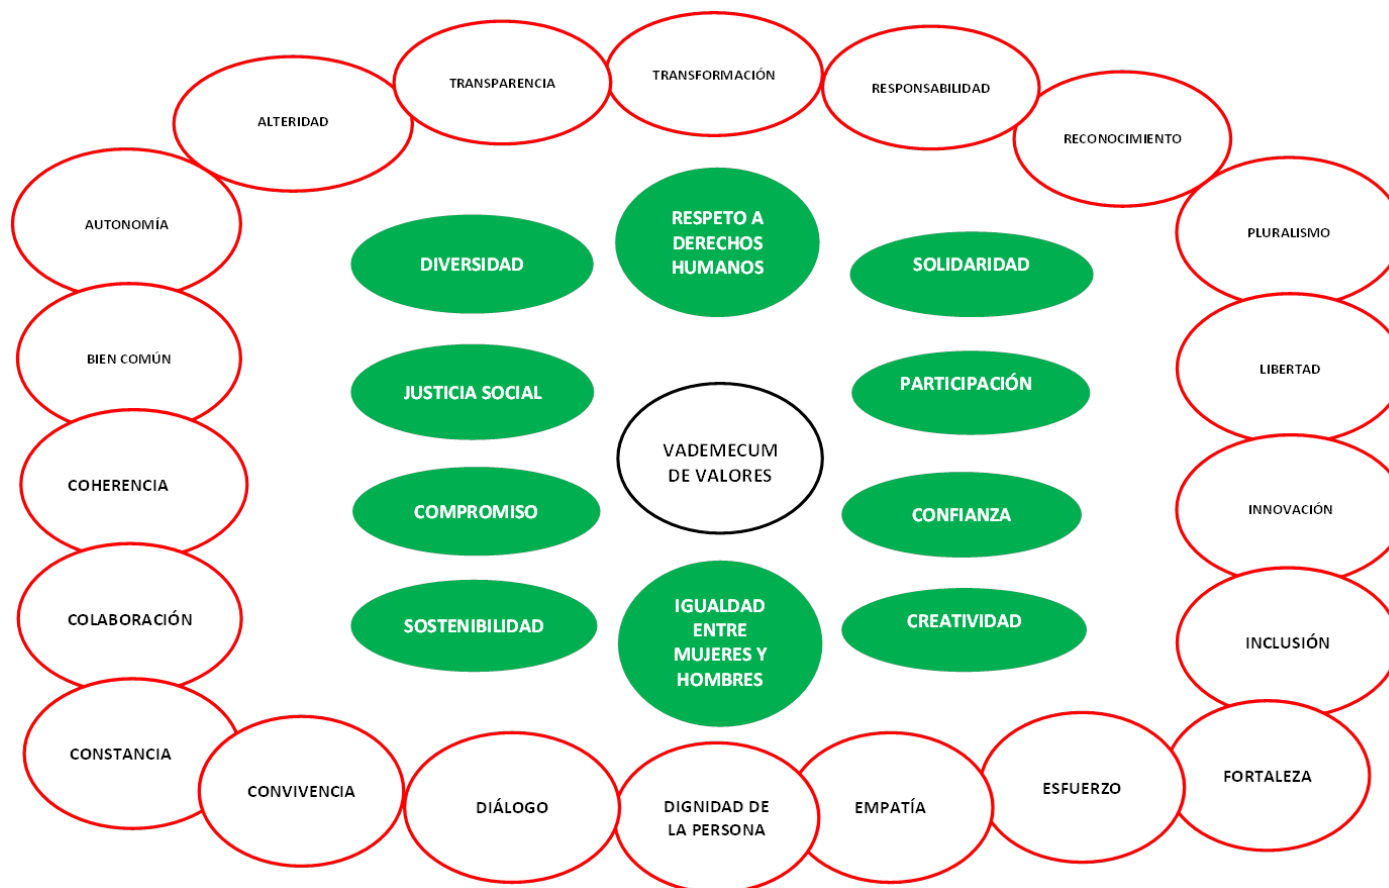 TRANSPARENCIA
TRANSFORMACIÓN
RESPONSABILIDAD
ALTERIDAD
RECONOCIMIENTO
AUTONOMÍA
PLURALISMO
RESPETO A
DERECHOS
HUMANOS
DIVERSIDAD
SOLIDARIDAD
BIEN COMÚN
LIBERTAD
JUSTICIA SOCIAL
PARTICIPACIÓN
VADEMECUM
DE VALORES
COHERENCIA
COMPROMISO
CONFIANZA
INNOVACIÓN
COLABORACIÓN
SOSTENIBILIDAD
IGUALDAD
ENTRE
MUJERES Y
HOMBRES
CREATIVIDAD
INCLUSIÓN
CONSTANCIA
CONVIVENCIA
DIÁLOGO
DIGNIDAD DE
LA PERSONA
EMPATÍA
ESFUERZO
FORTALEZA